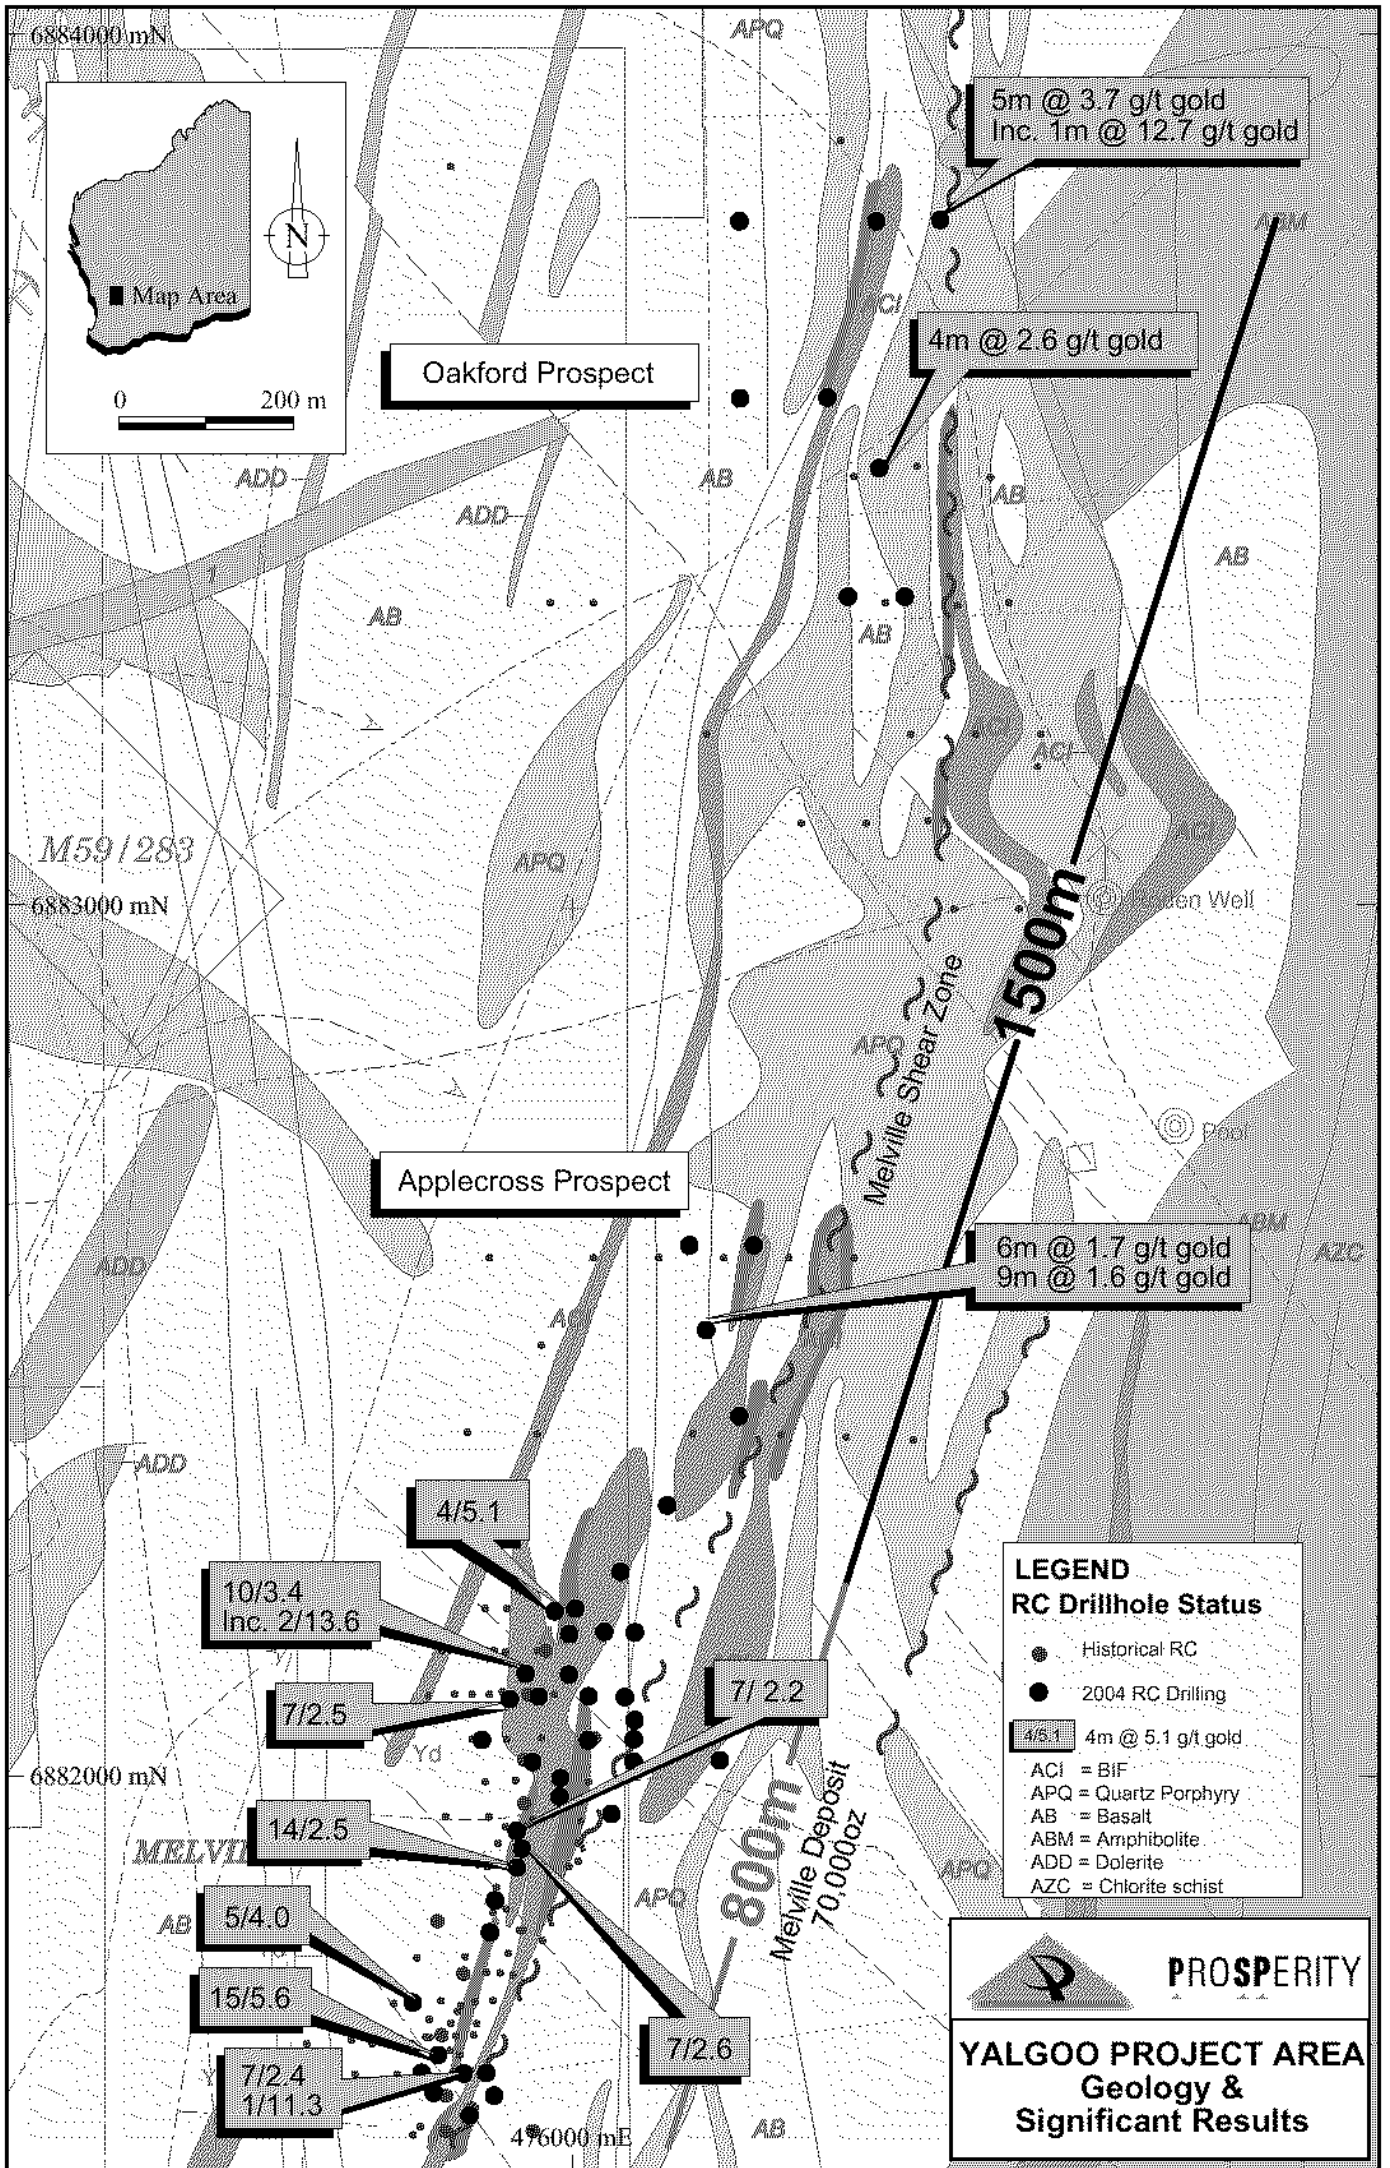 6884000 mN
APQ
5m @ 3.7 g/t gold
Inc. 1m @ 12.7 g/t gold
N
Map Area
0 200 m
ABM
ACI
4m @ 2.6 g/t gold
Oakford Prospect
ADD
AB
AB
ADD
1
AB
AB
AB
ACI
ACI
ACI
M59/283
APQ
6883000 mN
Well
1500m
Melville Shear Zone
APQ
Pool
Applecross Prospect
ABM
AZC
6m @ 1.7 g/t gold
9m @ 1.6 g/t gold
ADD
ADD
4/5.1
10/3.4
Inc. 2/13.6
7/2.5
7/ 2.2
Yd
6882000 mN
14/2.5
800m
Melville Deposit
70,000oz
APQ
APQ
AB
5/4.0
15/5.6
7/2.6
7/2.4
1/11.3
476000 mE
AB
LEGEND
RC Drillhole Status
Historical RC
2004 RC Drilling
4/5.1 4m @ 5.1 g/t gold
ACI = BIF
APQ = Quartz Porphyry
AB = Basalt
ABM = Amphibolite
ADD = Dolerite
AZC = Chlorite schist
PROSPERITY
YALGOO PROJECT AREA
Geology &
Significant Results